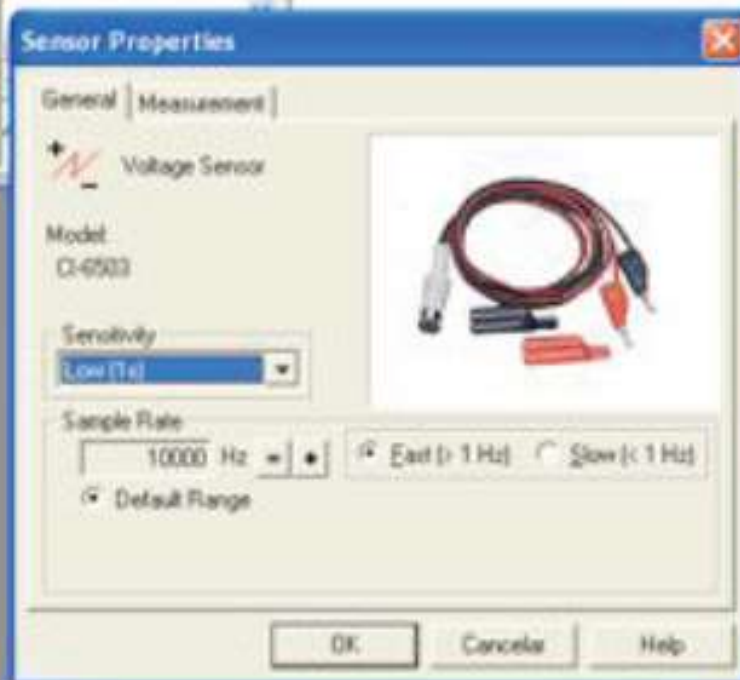 Sensor Properties
General Measurement
Voltage Sensor
Model:
CI-6503
Sensitivity
Low (1x)
Sample Rate
10000 Hz - +
Fast (> 1 Hz) Slow (< 1 Hz)
Default Range
OK Cancelar Help